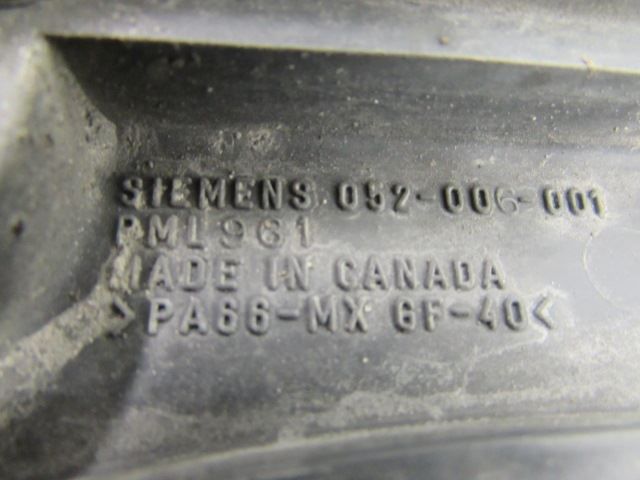 SIEMENS 052-006-001
PML961
MADE IN CANADA
>PA66-MX GF-40<